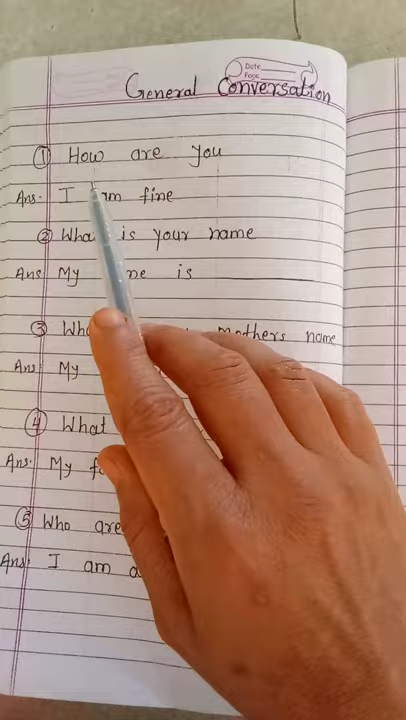 Date
Page
General Conversation
① How are you
Ans. I am fine
② What is your name
Ans My is
③ mothers name
Ans. My
④ What
Ans. My
⑤ Who are
Ans. I am